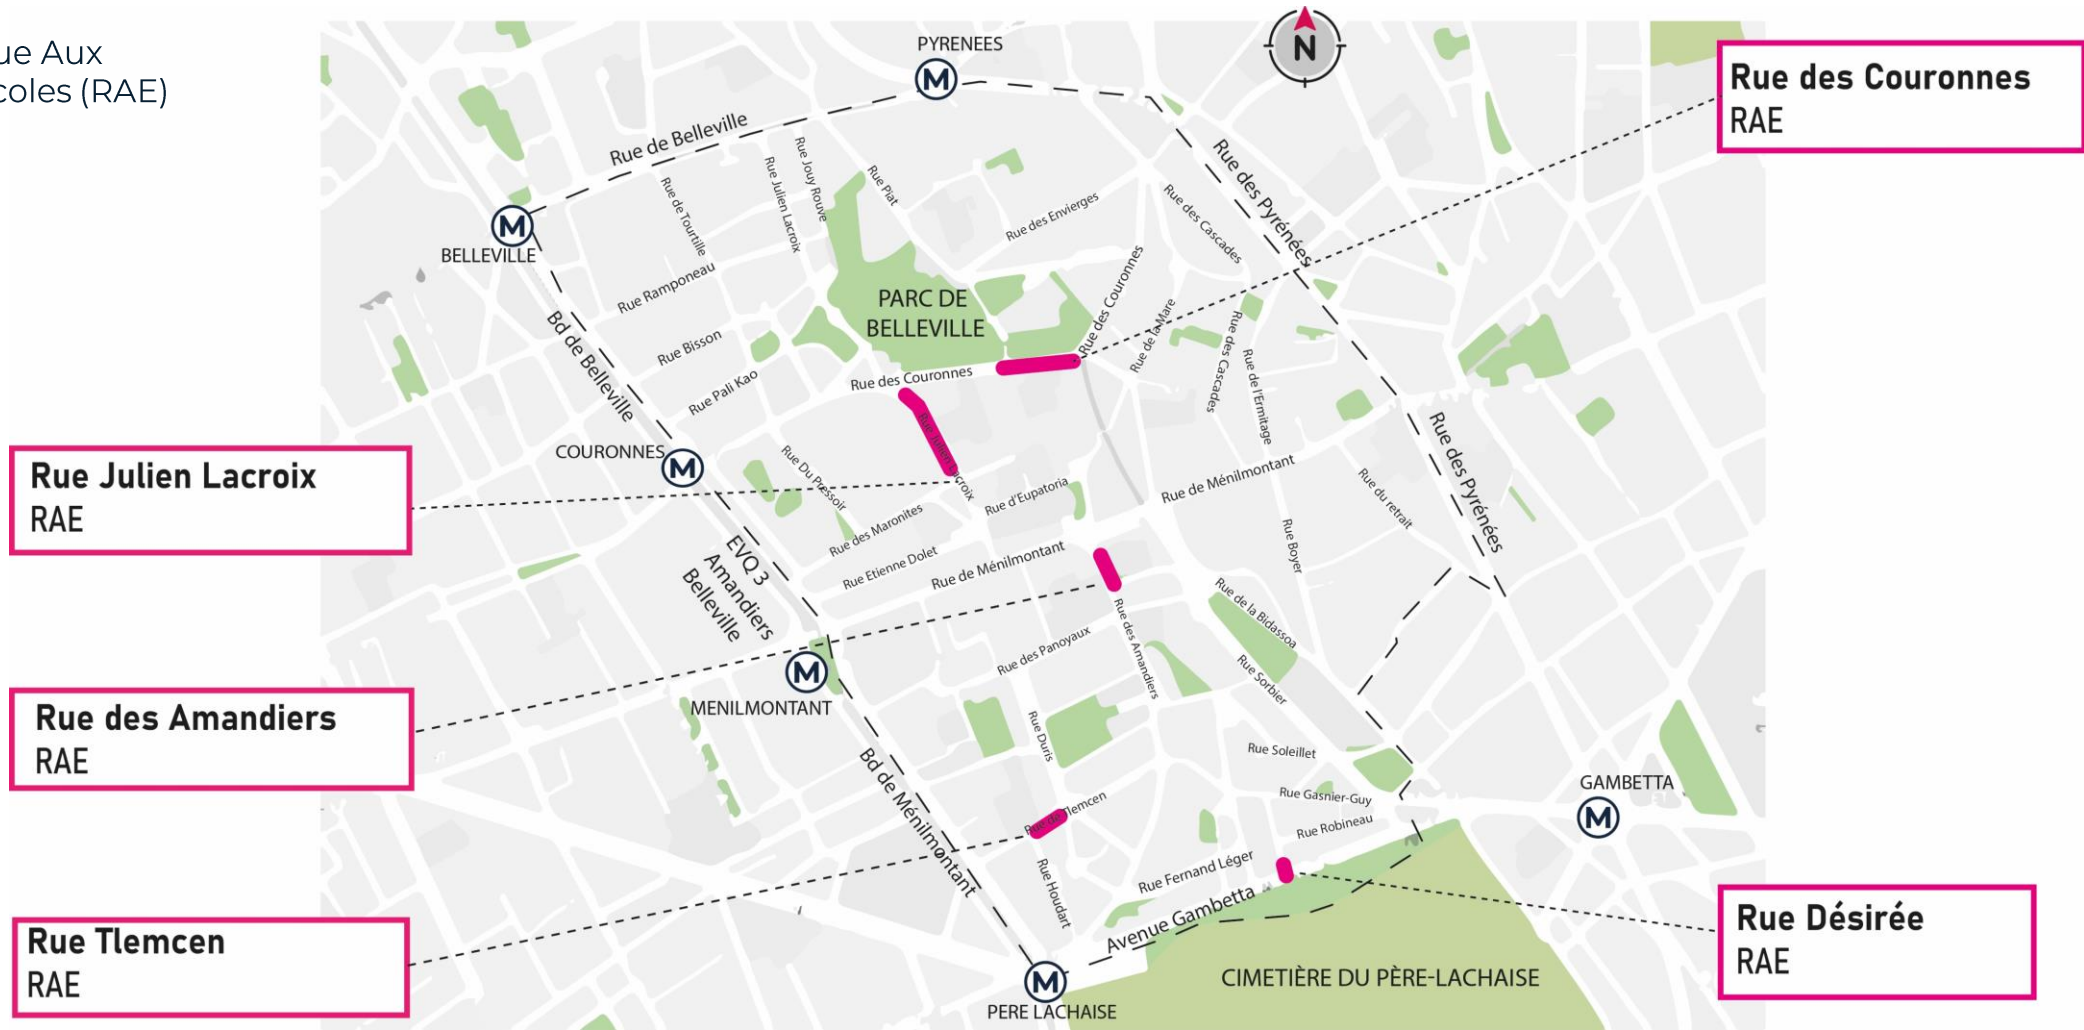 ue Aux
coles (RAE)
N
PYRENEES
M
Rue des Couronnes
RAE
Rue de Belleville
Rue Jouy Rouve
Rue Julien Lacroix
Rue Piat
Rue de Tourtille
Rue des Envierges
Rue des Cascades
Rue des Pyrénées
M
BELLEVILLE
Rue Ramponeau
PARC DE
BELLEVILLE
Rue des Couronnes
Rue de la Mare
Rue des Cascades
Bd de Belleville
Rue Bisson
Rue Pali Kao
Rue des Couronnes
Rue de l'Ermitage
Rue Julien Lacroix
COURONNES
M
Rue Du Pressoir
Rue des Maronites
Rue d'Eupatoria
Rue de Ménilmontant
Rue du retrait
Rue des Pyrénées
Rue Julien Lacroix
RAE
EVQ 3
Amandiers
Belleville
Rue Etienne Dolet
Rue de Ménilmontant
Rue Boyer
Rue des Amandiers
Rue de la Bidassoa
Rue des Panoyaux
Rue Sorbier
M
MENILMONTANT
Rue des Amandiers
RAE
Rue Duris
Rue Soleillet
Bd de Ménilmontant
Rue de Tlemcen
Rue Gasnier-Guy
Rue Robineau
GAMBETTA
M
Rue Houdart
Rue Fernand Léger
Avenue Gambetta
Rue Tlemcen
RAE
Rue Désirée
RAE
M
PERE LACHAISE
CIMETIÈRE DU PÈRE-LACHAISE